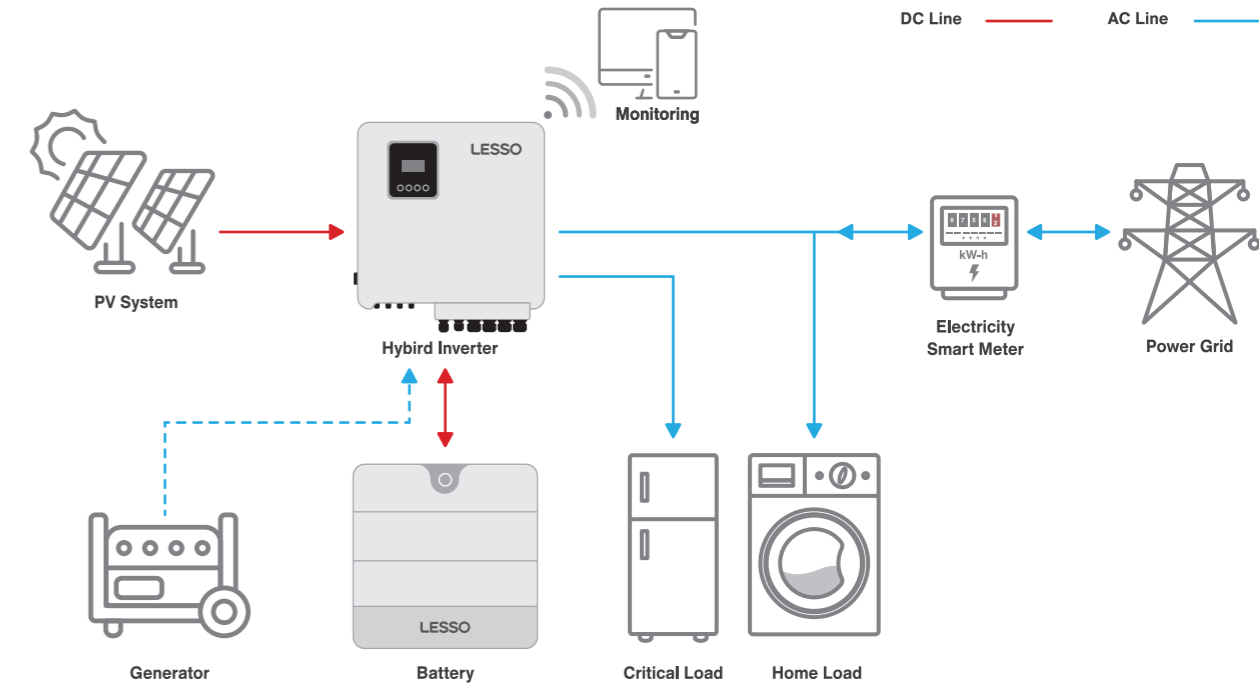 DC Line
AC Line
Monitoring
LESSO
PV System
kW-h
Hybird Inverter
Electricity
Smart Meter
Power Grid
LESSO
Generator
Battery
Critical Load
Home Load